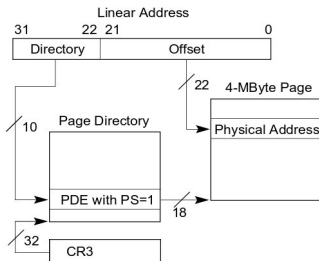 Linear Address
31 22 21 0
Directory Offset
22 4-MByte Page
10 Page Directory Physical Address
PDE with PS=1
18
32
CR3